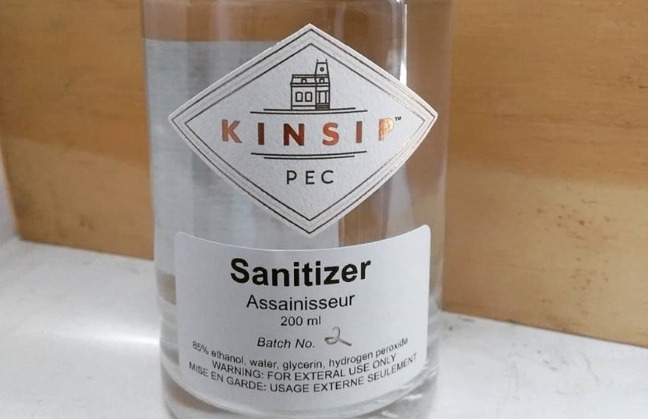 KINSIP™
PEC
Sanitizer
Assainisseur
200 ml
Batch No. 2
85% ethanol, water, glycerin, hydrogen peroxide
WARNING: FOR EXTERAL USE ONLY
MISE EN GARDE: USAGE EXTERNE SEULEMENT